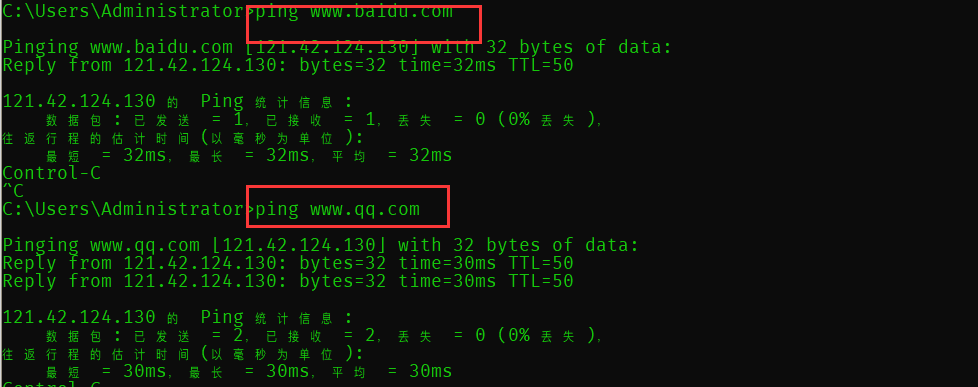 C:\Users\Administrator>ping www.baidu.com
Pinging www.baidu.com [121.42.124.130] with 32 bytes of data:
Reply from 121.42.124.130: bytes=32 time=32ms TTL=50
121.42.124.130 的 Ping 统计信息:
数据包: 已发送 = 1, 已接收 = 1, 丢失 = 0 (0% 丢失),
往返行程的估计时间(以毫秒为单位):
最短 = 32ms, 最长 = 32ms, 平均 = 32ms
Control-C
^C
C:\Users\Administrator>ping www.qq.com
Pinging www.qq.com [121.42.124.130] with 32 bytes of data:
Reply from 121.42.124.130: bytes=32 time=30ms TTL=50
Reply from 121.42.124.130: bytes=32 time=30ms TTL=50
121.42.124.130 的 Ping 统计信息:
数据包: 已发送 = 2, 已接收 = 2, 丢失 = 0 (0% 丢失),
往返行程的估计时间(以毫秒为单位):
最短 = 30ms, 最长 = 30ms, 平均 = 30ms
Control-C